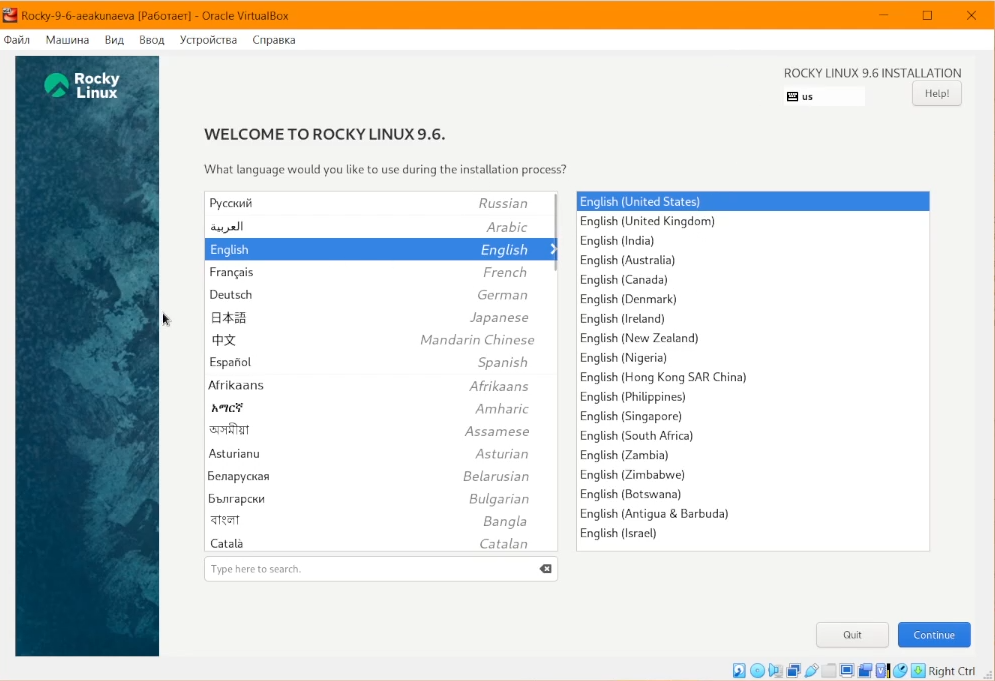 Rocky-9-6-aeakunaeva [Работает] - Oracle VirtualBox
Файл Машина Вид Ввод Устройства Справка
Rocky
Linux
ROCKY LINUX 9.6 INSTALLATION
us
Help!
WELCOME TO ROCKY LINUX 9.6.
What language would you like to use during the installation process?
Русский Russian
العربية Arabic
English English
Français French
Deutsch German
日本語 Japanese
中文 Mandarin Chinese
Español Spanish
Afrikaans Afrikaans
አማርኛ Amharic
অসমীয়া Assamese
Asturianu Asturian
Беларуская Belarusian
Български Bulgarian
বাংলা Bangla
Català Catalan
Type here to search.
English (United States)
English (United Kingdom)
English (India)
English (Australia)
English (Canada)
English (Denmark)
English (Ireland)
English (New Zealand)
English (Nigeria)
English (Hong Kong SAR China)
English (Philippines)
English (Singapore)
English (South Africa)
English (Zambia)
English (Zimbabwe)
English (Botswana)
English (Antigua & Barbuda)
English (Israel)
Quit
Continue
Right Ctrl